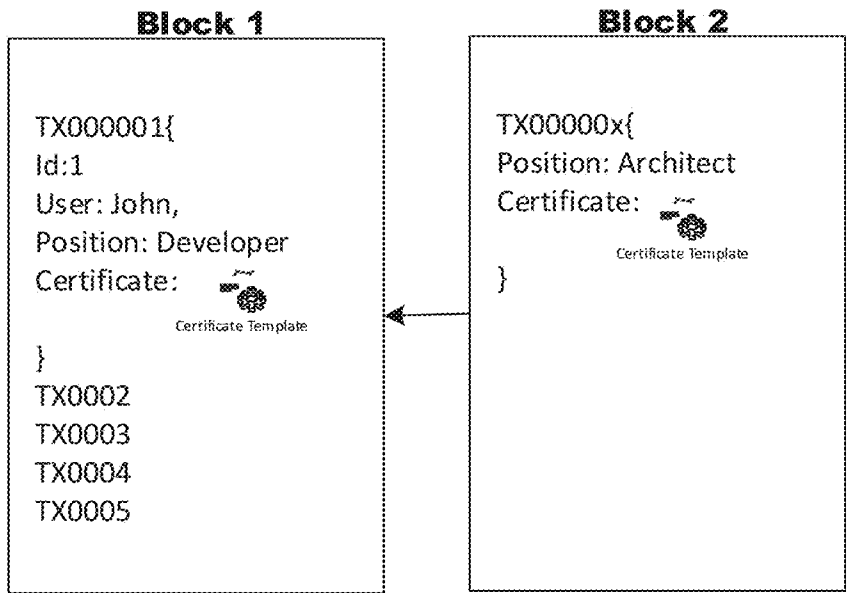 Block 1
TX000001{
Id:1
User: John,
Position: Developer
Certificate:
Certificate Template
}
TX0002
TX0003
TX0004
TX0005
Block 2
TX00000x{
Position: Architect
Certificate:
Certificate Template
}